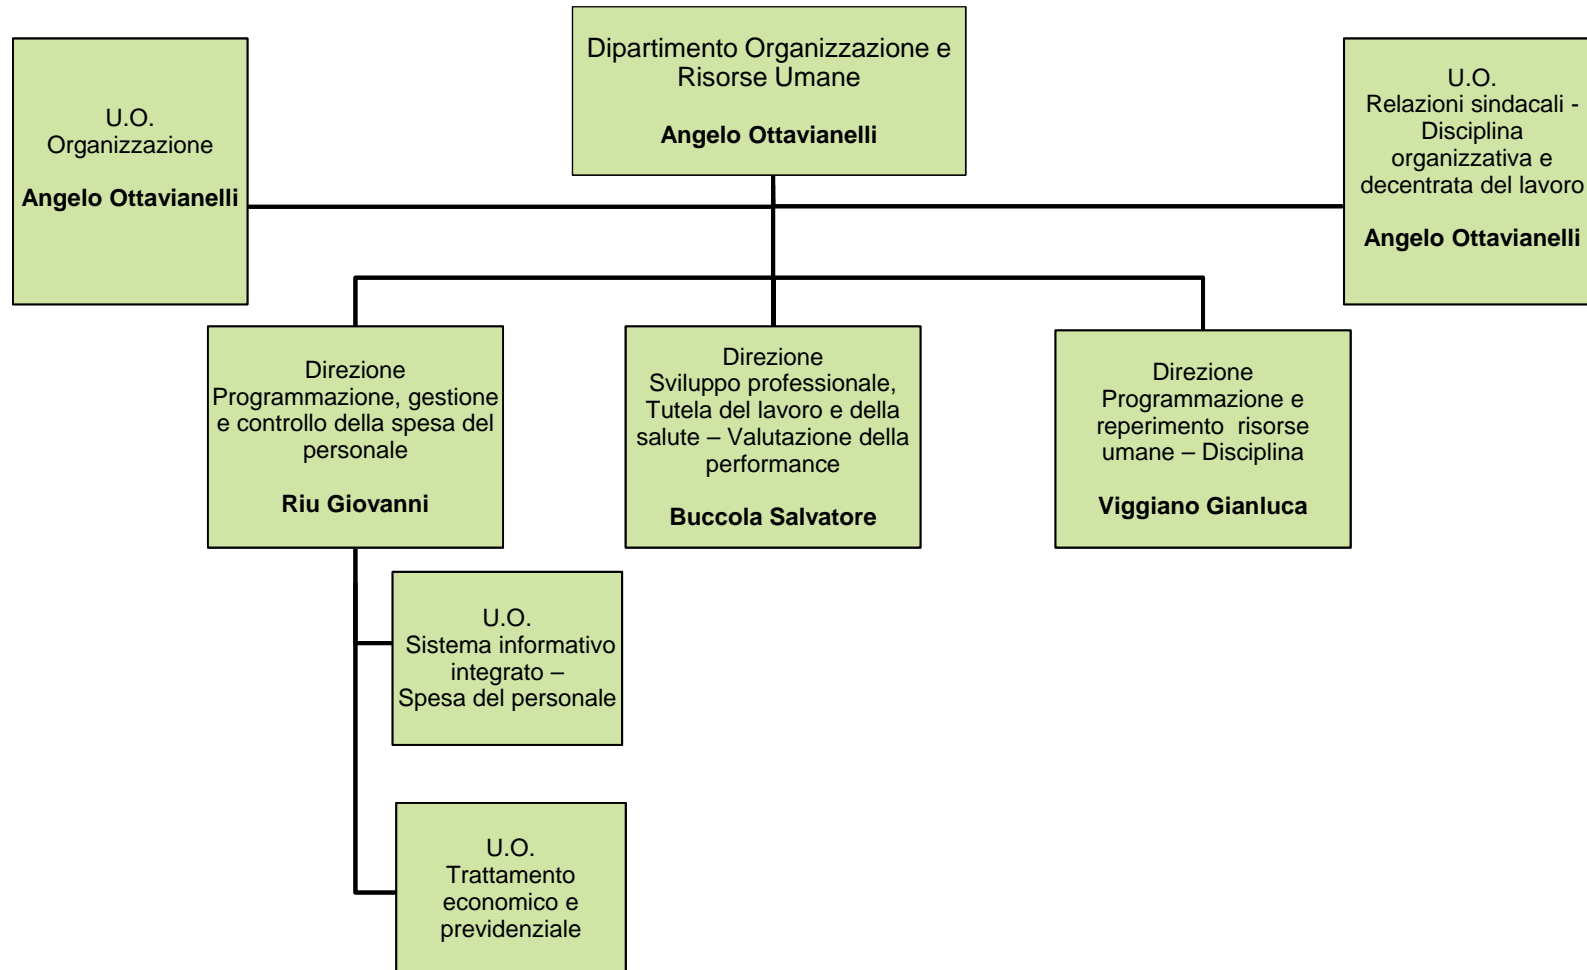 Dipartimento Organizzazione e
Risorse Umane
Angelo Ottavianelli
U.O.
Organizzazione
Angelo Ottavianelli
U.O.
Relazioni sindacali -
Disciplina
organizzativa e
decentrata del lavoro
Angelo Ottavianelli
Direzione
Programmazione, gestione
e controllo della spesa del
personale
Riu Giovanni
Direzione
Sviluppo professionale,
Tutela del lavoro e della
salute – Valutazione della
performance
Buccola Salvatore
Direzione
Programmazione e
reperimento risorse
umane – Disciplina
Viggiano Gianluca
U.O.
Sistema informativo
integrato –
Spesa del personale
U.O.
Trattamento
economico e
previdenziale